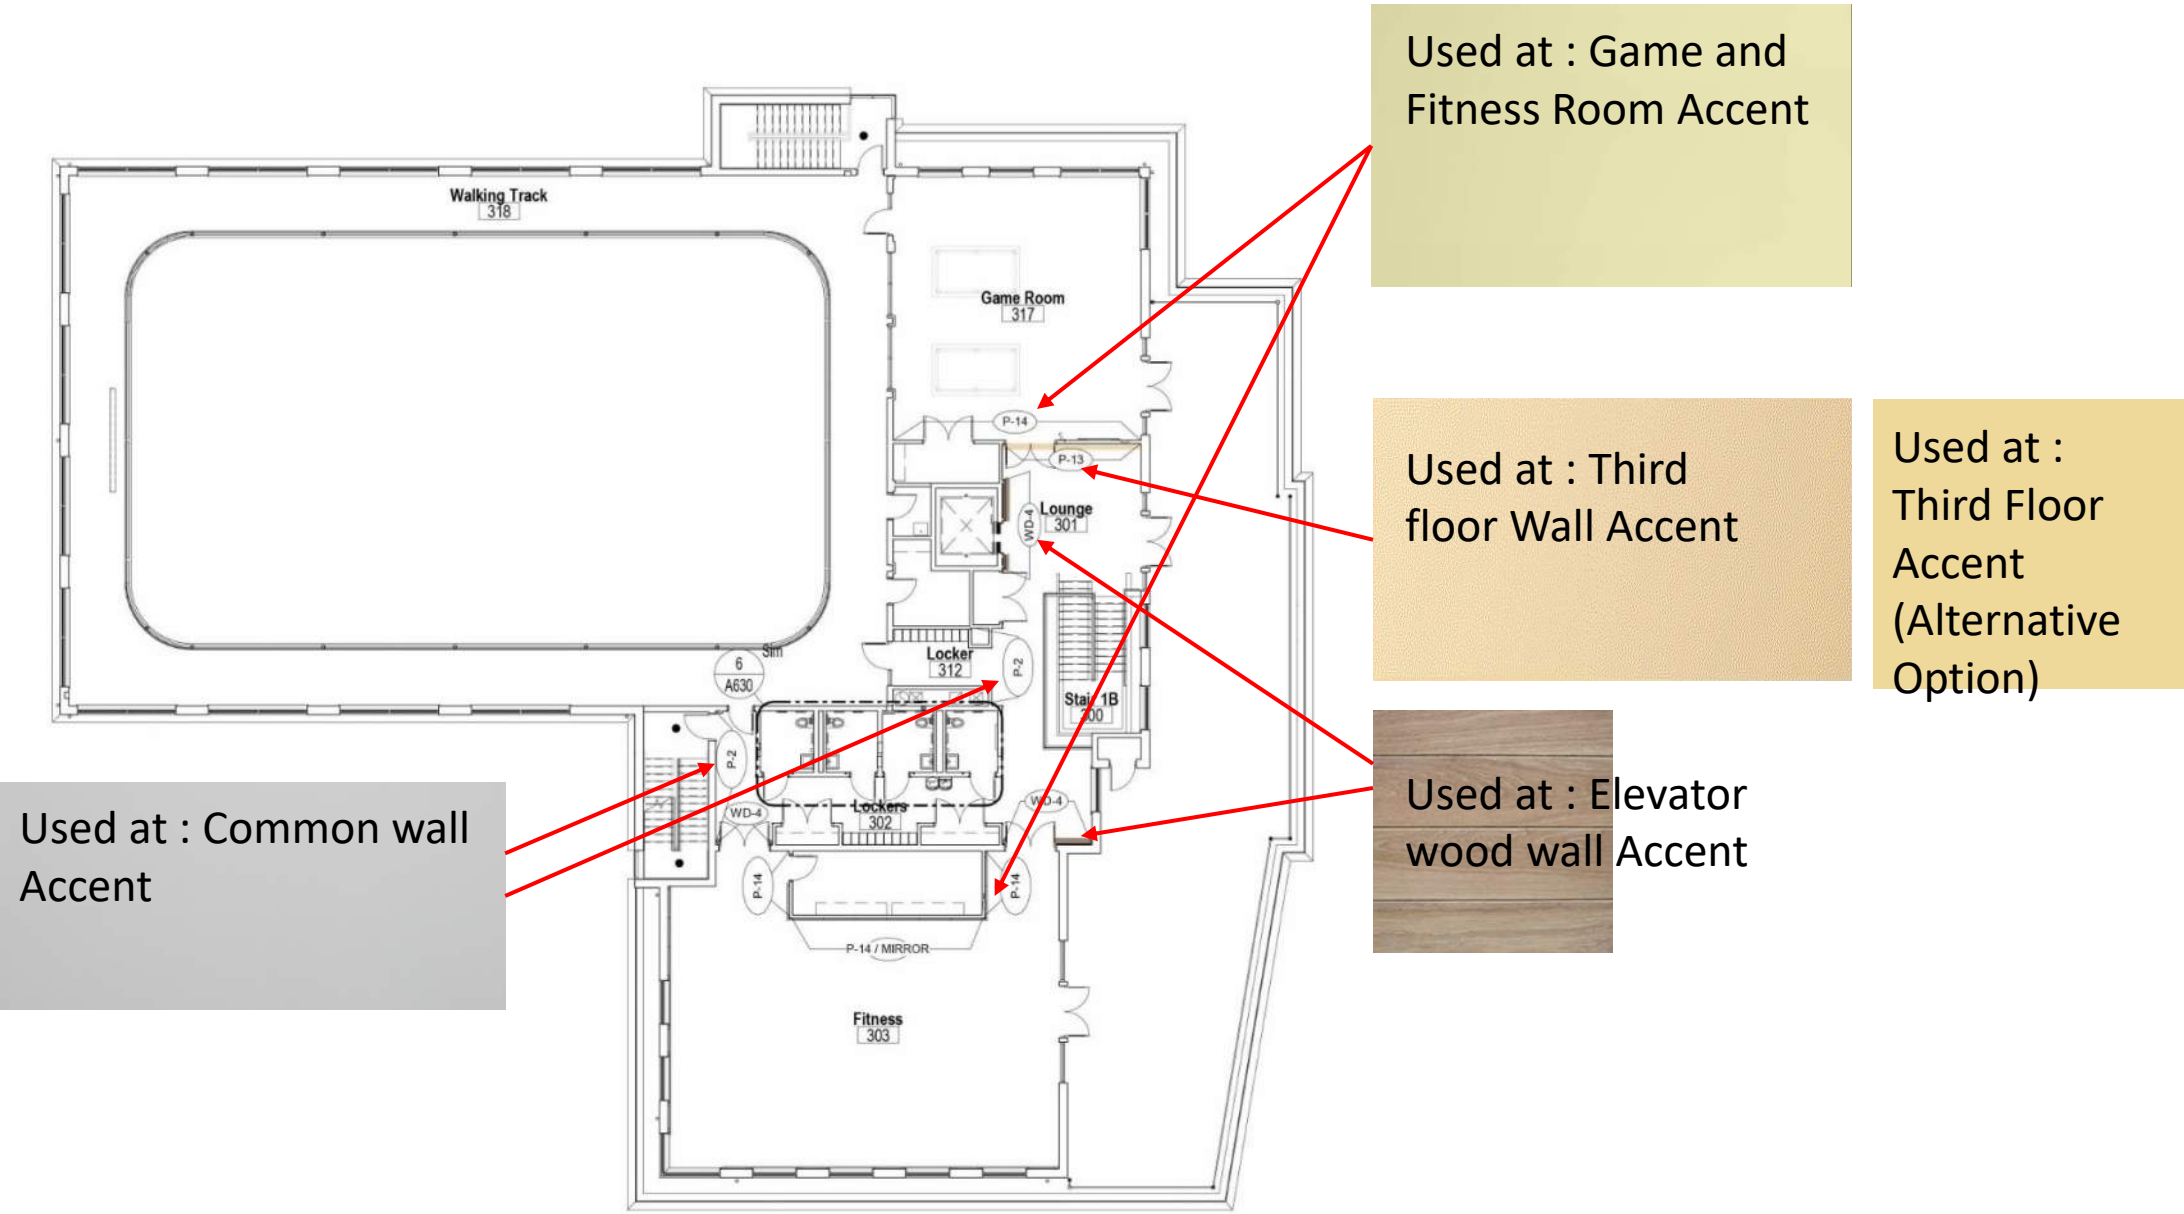 Used at : Game and
Fitness Room Accent
Walking Track
318
Game Room
317
P-14
P-13
Used at : Third
floor Wall Accent
Used at :
Third Floor
Accent
(Alternative
Option)
WD-4
Lounge
301
Sim
6
A630
Locker
312
P-2
Stair 1B
300
P-2
WD-4
Lockers
302
WD-4
Used at : Elevator
wood wall Accent
Used at : Common wall
Accent
P-14
P-14
P-14 / MIRROR
Fitness
303